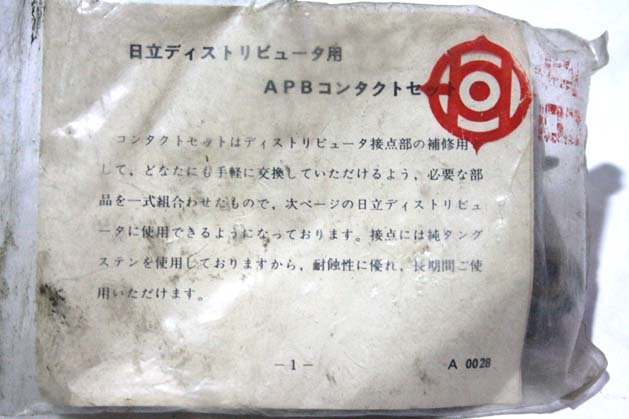 日立ディストリビュータ用
APBコンタクトセット
コンタクトセットはディストリビュータ接点部の補修用
して、どなたにも手軽に交換していただけるよう、必要な部
品を一式組合わせたもので、次ページの日立ディストリビュ
ータに使用できるようになっております。接点には純タング
ステンを使用しておりますから、耐蝕性に優れ、長期間ご使
用いただけます。
-1-
A 0028